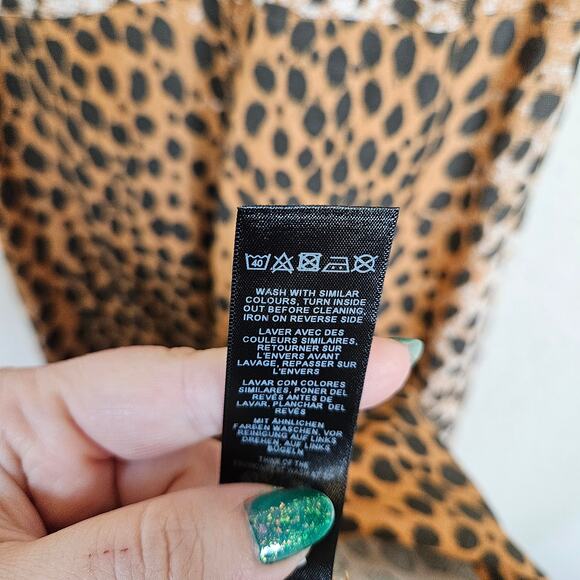 40
WASH WITH SIMILAR
COLOURS, TURN INSIDE
OUT BEFORE CLEANING,
IRON ON REVERSE SIDE
LAVER AVEC DES
COULEURS SIMILAIRES,
RETOURNER SUR
L'ENVERS AVANT
LAVAGE, REPASSER SUR
L'ENVERS
LAVAR CON COLORES
SIMILARES, PONER DEL
REVÉS ANTES DE
LAVAR, PLANCHAR DEL
REVÉS
MIT ÄHNLICHEN
FARBEN WASCHEN, VOR
REINIGUNG AUF LINKS
DREHEN, AUF LINKS
BÜGELN
OF THE